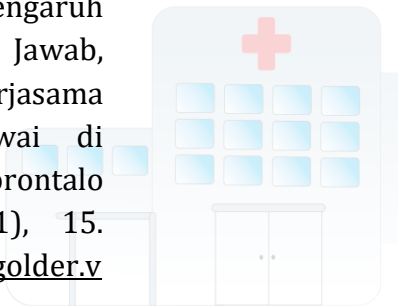 engaruh
Jawab,
rjasama
wai di
orontalo
1), 15.
golder.v